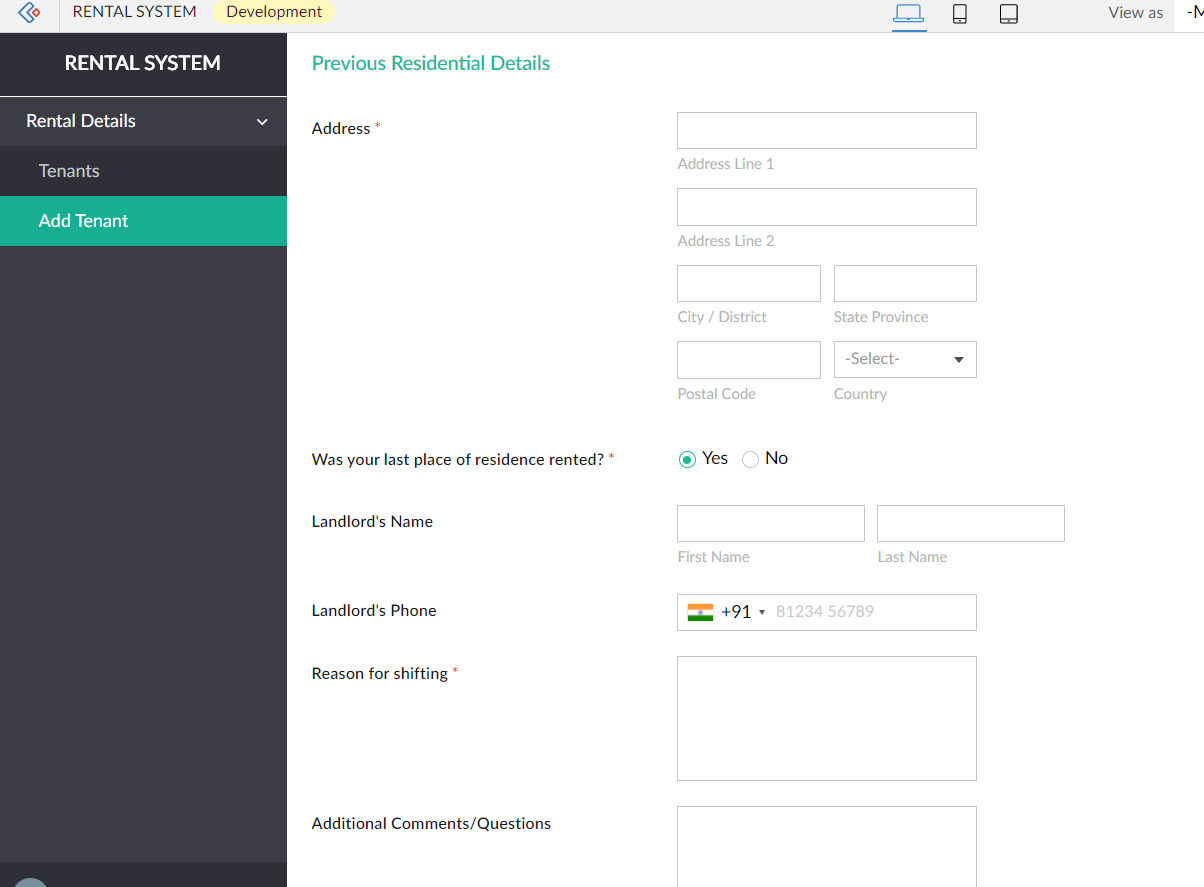 RENTAL SYSTEM Development View as -M
RENTAL SYSTEM
Rental Details
Tenants
Add Tenant
Previous Residential Details
Address *
Address Line 1
Address Line 2
City / District State Province
-Select-
Postal Code Country
Was your last place of residence rented? * Yes No
Landlord's Name
First Name Last Name
Landlord's Phone +91 81234 56789
Reason for shifting *
Additional Comments/Questions